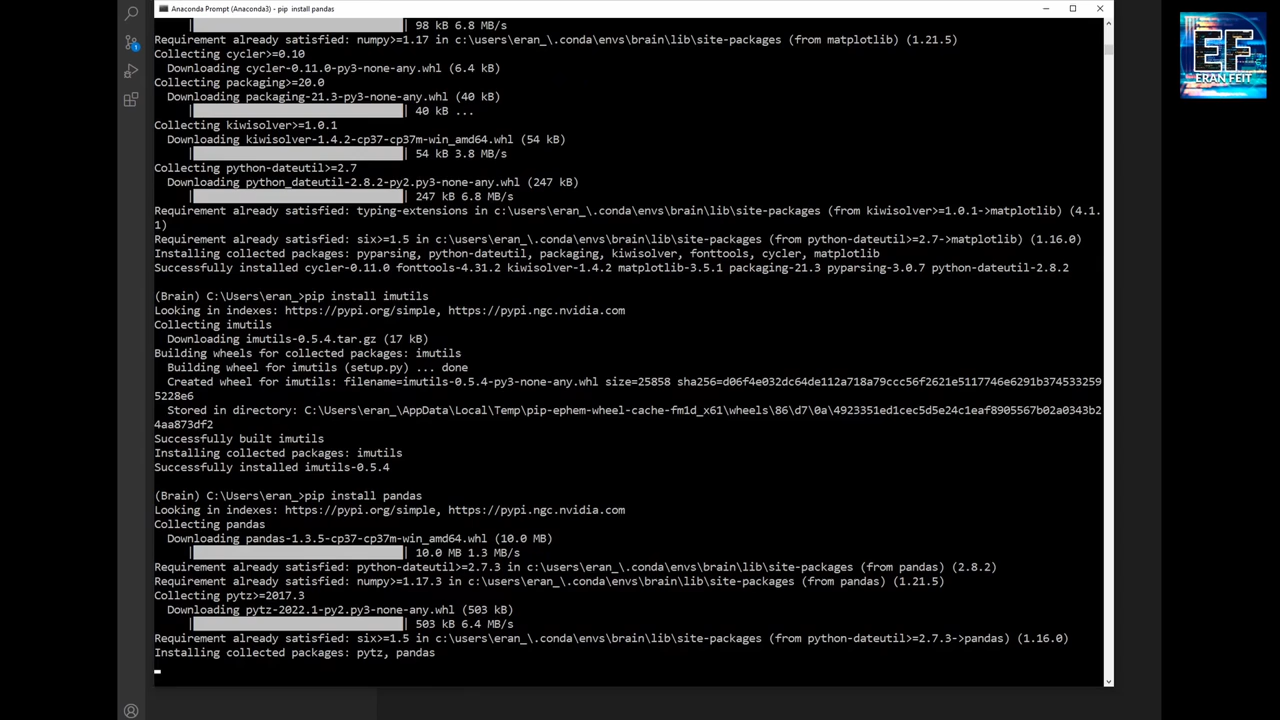 Anaconda Prompt (Anaconda3) - pip install pandas
98 kB 6.8 MB/s
Requirement already satisfied: numpy>=1.17 in c:\users\eran_\.conda\envs\brain\lib\site-packages (from matplotlib) (1.21.5)
Collecting cycler>=0.10
Downloading cycler-0.11.0-py3-none-any.whl (6.4 kB)
Collecting packaging>=20.0
Downloading packaging-21.3-py3-none-any.whl (40 kB)
| | 40 kB ...
Collecting kiwisolver>=1.0.1
Downloading kiwisolver-1.4.2-cp37-cp37m-win_amd64.whl (54 kB)
| | 54 kB 3.8 MB/s
Collecting python-dateutil>=2.7
Downloading python_dateutil-2.8.2-py2.py3-none-any.whl (247 kB)
| | 247 kB 6.8 MB/s
Requirement already satisfied: typing-extensions in c:\users\eran_\.conda\envs\brain\lib\site-packages (from kiwisolver>=1.0.1->matplotlib) (4.1.
1)
Requirement already satisfied: six>=1.5 in c:\users\eran_\.conda\envs\brain\lib\site-packages (from python-dateutil>=2.7->matplotlib) (1.16.0)
Installing collected packages: pyparsing, python-dateutil, packaging, kiwisolver, fonttools, cycler, matplotlib
Successfully installed cycler-0.11.0 fonttools-4.31.2 kiwisolver-1.4.2 matplotlib-3.5.1 packaging-21.3 pyparsing-3.0.7 python-dateutil-2.8.2
(Brain) C:\Users\eran_>pip install imutils
Looking in indexes: https://pypi.org/simple, https://pypi.ngc.nvidia.com
Collecting imutils
Downloading imutils-0.5.4.tar.gz (17 kB)
Building wheels for collected packages: imutils
Building wheel for imutils (setup.py) ... done
Created wheel for imutils: filename=imutils-0.5.4-py3-none-any.whl size=25858 sha256=d06f4e032dc64de112a718a79ccc56f2621e5117746e6291b374533259
5228e6
Stored in directory: C:\Users\eran_\AppData\Local\Temp\pip-ephem-wheel-cache-fm1d_x61\wheels\86\d7\0a\4923351ed1cec5d5e24c1eaf8905567b02a0343b2
4aa873df2
Successfully built imutils
Installing collected packages: imutils
Successfully installed imutils-0.5.4
(Brain) C:\Users\eran_>pip install pandas
Looking in indexes: https://pypi.org/simple, https://pypi.ngc.nvidia.com
Collecting pandas
Downloading pandas-1.3.5-cp37-cp37m-win_amd64.whl (10.0 MB)
| | 10.0 MB 1.3 MB/s
Requirement already satisfied: python-dateutil>=2.7.3 in c:\users\eran_\.conda\envs\brain\lib\site-packages (from pandas) (2.8.2)
Requirement already satisfied: numpy>=1.17.3 in c:\users\eran_\.conda\envs\brain\lib\site-packages (from pandas) (1.21.5)
Collecting pytz>=2017.3
Downloading pytz-2022.1-py2.py3-none-any.whl (503 kB)
| | 503 kB 6.4 MB/s
Requirement already satisfied: six>=1.5 in c:\users\eran_\.conda\envs\brain\lib\site-packages (from python-dateutil>=2.7.3->pandas) (1.16.0)
Installing collected packages: pytz, pandas
1
EF
ERAN FEIT